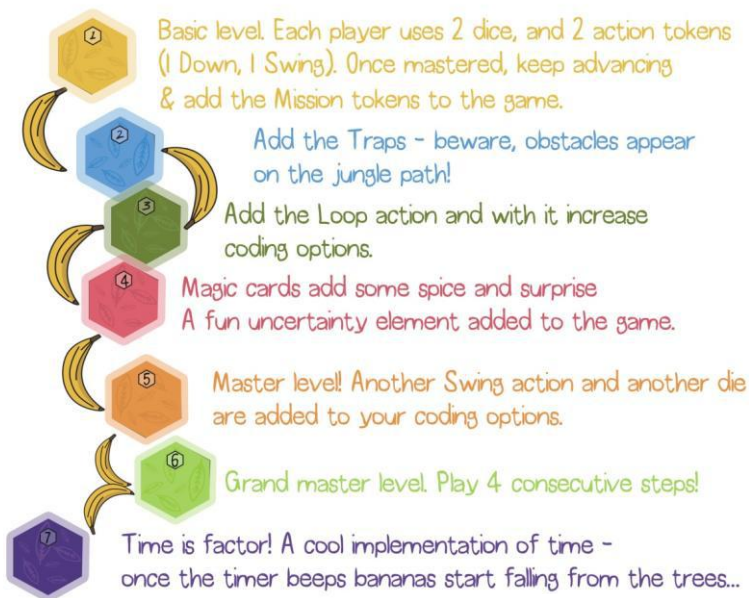 1
Basic level. Each player uses 2 dice, and 2 action tokens
(1 Down, 1 Swing). Once mastered, keep advancing
& add the Mission tokens to the game.
2
Add the Traps - beware, obstacles appear
on the jungle path!
3
Add the Loop action and with it increase
coding options.
4
Magic cards add some spice and surprise
A fun uncertainty element added to the game.
5
Master level! Another Swing action and another die
are added to your coding options.
6
Grand master level. Play 4 consecutive steps!
7
Time is factor! A cool implementation of time -
once the timer beeps bananas start falling from the trees...